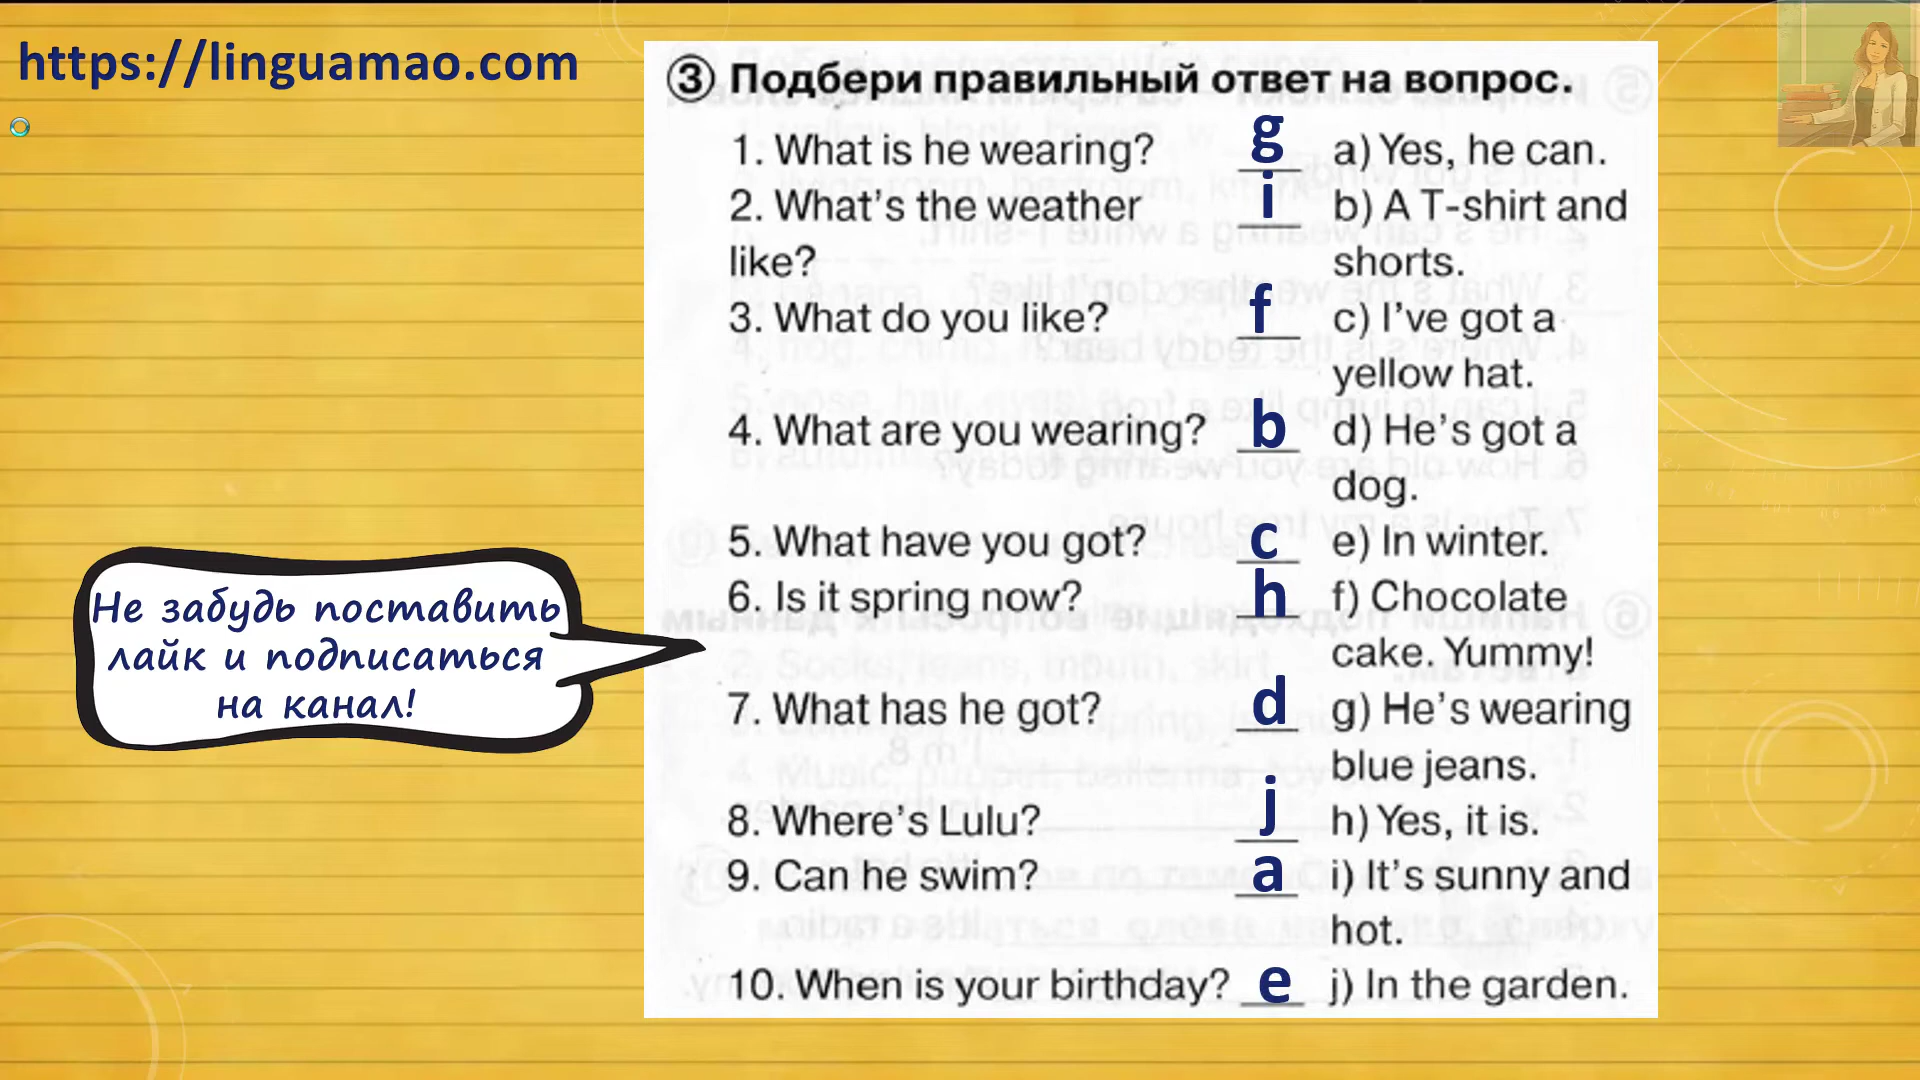 https://linguamao.com
③ Подбери правильный ответ на вопрос.
1. What is he wearing? g a) Yes, he can.
2. What's the weather i b) A T-shirt and
like? shorts.
3. What do you like? f c) I've got a
yellow hat.
4. What are you wearing? b d) He's got a
dog.
5. What have you got? c e) In winter.
6. Is it spring now? h f) Chocolate
cake. Yummy!
7. What has he got? d g) He's wearing
blue jeans.
8. Where's Lulu? j h) Yes, it is.
9. Can he swim? a i) It's sunny and
hot.
10. When is your birthday? e j) In the garden.
Не забудь поставить
лайк и подписаться
на канал!